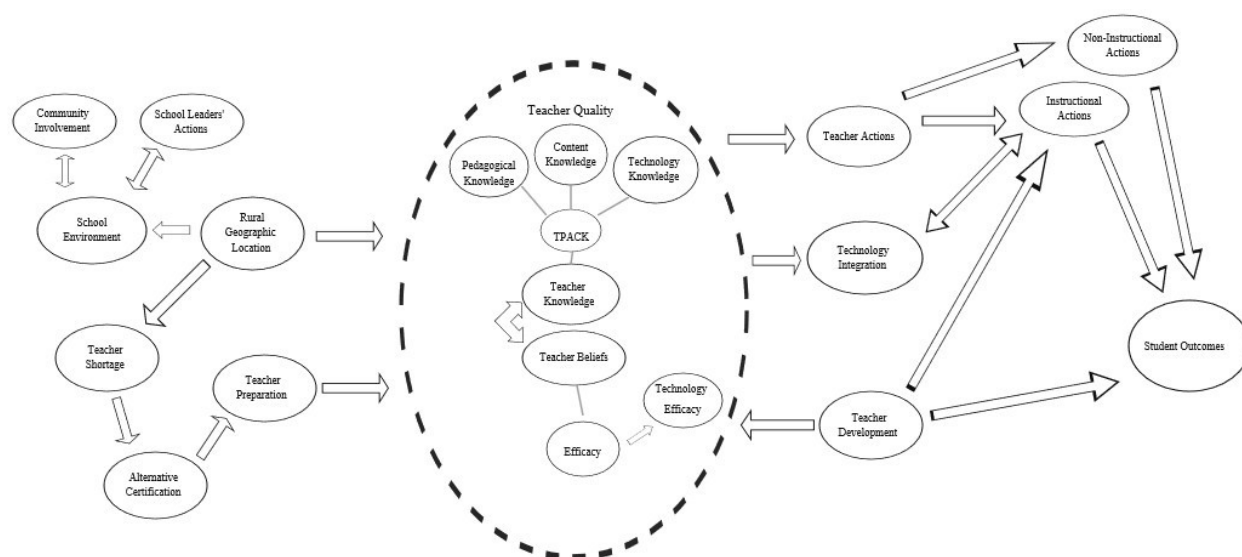 Non-Instructional
Actions
Community
Involvement
School Leaders'
Actions
Teacher Quality
Instructional
Actions
Teacher Actions
Pedagogical
Knowledge
Content
Knowledge
Technology
Knowledge
School
Environment
Rural
Geographic
Location
TPACK
Technology
Integration
Teacher
Knowledge
Teacher
Shortage
Teacher Beliefs
Student Outcomes
Teacher
Preparation
Technology
Efficacy
Teacher
Development
Efficacy
Alternative
Certification